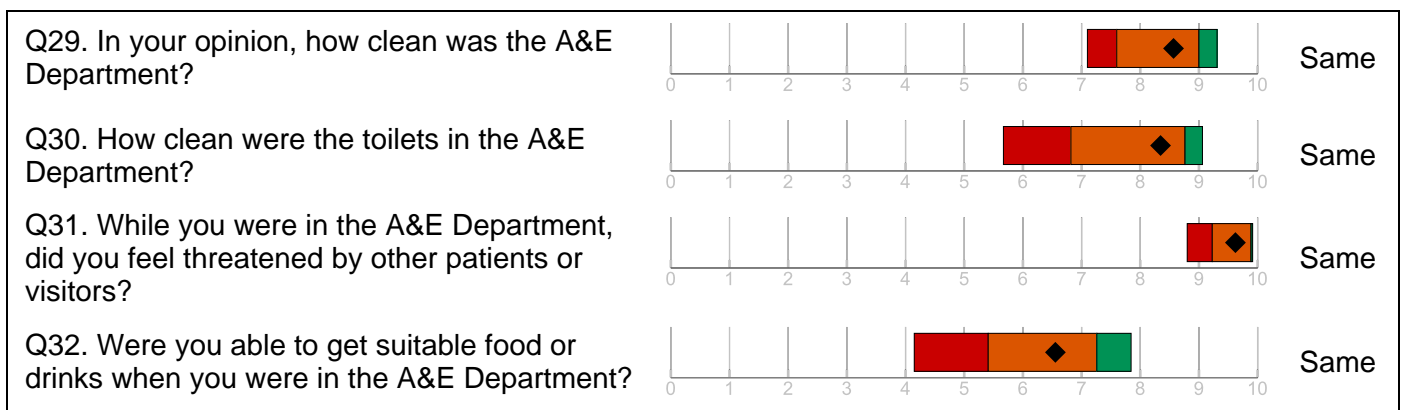 Q29. In your opinion, how clean was the A&E
Department?
Same
0 1 2 3 4 5 6 7 8 9 10
Q30. How clean were the toilets in the A&E
Department?
Same
0 1 2 3 4 5 6 7 8 9 10
Q31. While you were in the A&E Department,
did you feel threatened by other patients or
visitors?
Same
0 1 2 3 4 5 6 7 8 9 10
Q32. Were you able to get suitable food or
drinks when you were in the A&E Department?
Same
0 1 2 3 4 5 6 7 8 9 10